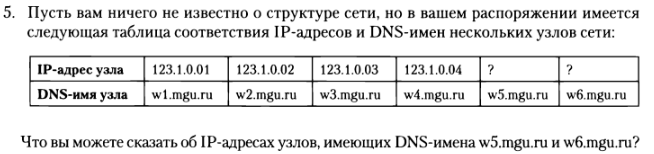 5. Пусть вам ничего не известно о структуре сети, но в вашем распоряжении имеется
следующая таблица соответствия IP-адресов и DNS-имен нескольких узлов сети:
IP-адрес узла 123.1.0.01 123.1.0.02 123.1.0.03 123.1.0.04 ? ?
DNS-имя узла w1.mgu.ru w2.mgu.ru w3.mgu.ru w4.mgu.ru w5.mgu.ru w6.mgu.ru
Что вы можете сказать об IP-адресах узлов, имеющих DNS-имена w5.mgu.ru и w6.mgu.ru?